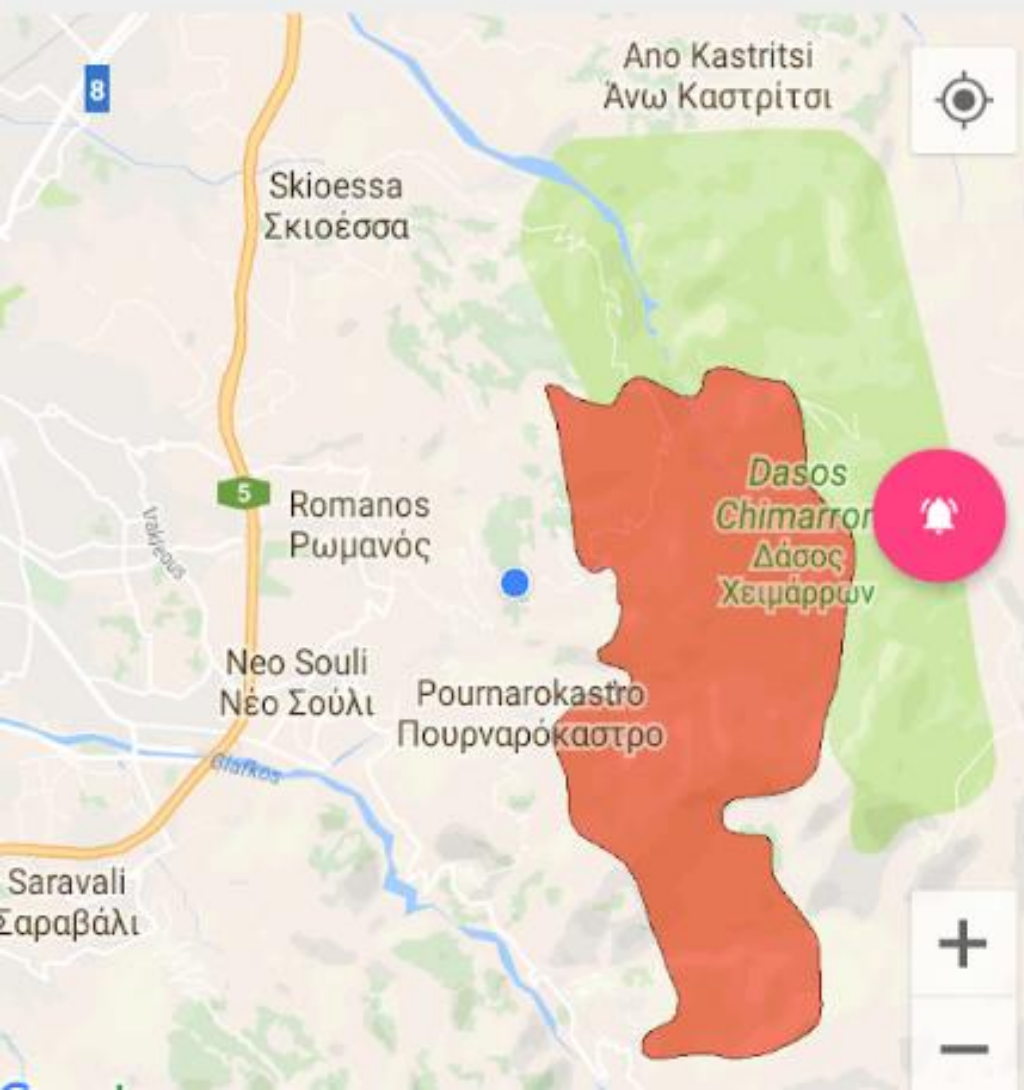 Ano Kastritsi
Άνω Καστρίτσι
8
Skioessa
Σκιοέσσα
Dasos
Chimarron
Δάσος
Χειμάρρων
5
Romanos
Ρωμανός
Neo Souli
Νέο Σούλι
Pournarokastro
Πουρναρόκαστρο
Glafkos
Saravali
Σαραβάλι
+
−